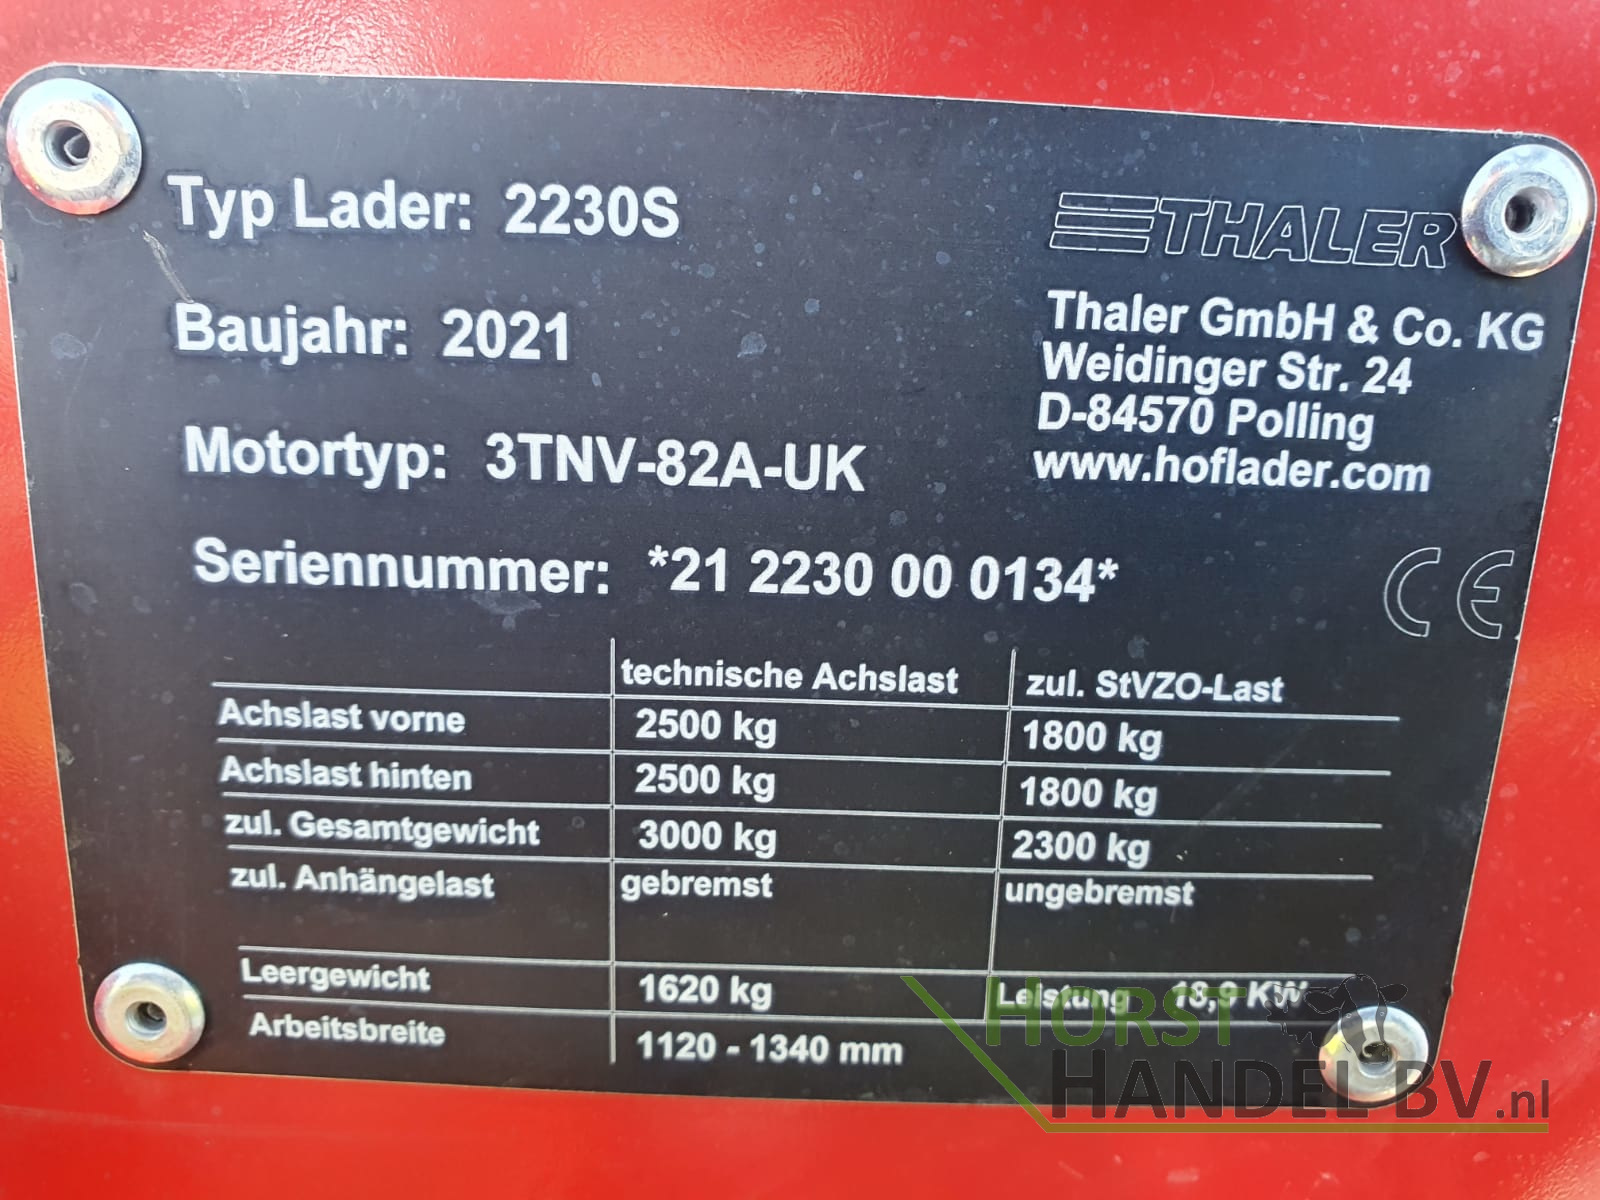 Typ Lader: 2230S
Baujahr: 2021
Motortyp: 3TNV-82A-UK
Seriennummer: *21 2230 00 0134*
THALER
Thaler GmbH & Co. KG
Weidinger Str. 24
D-84570 Polling
www.hoflader.com
CE
technische Achslast zul. StVZO-Last
Achslast vorne 2500 kg 1800 kg
Achslast hinten 2500 kg 1800 kg
zul. Gesamtgewicht 3000 kg 2300 kg
zul. Anhängelast gebremst ungebremst
Leergewicht 1620 kg Leistung 18,9 KW
Arbeitsbreite 1120 - 1340 mm
HORST
HANDEL BV.nl